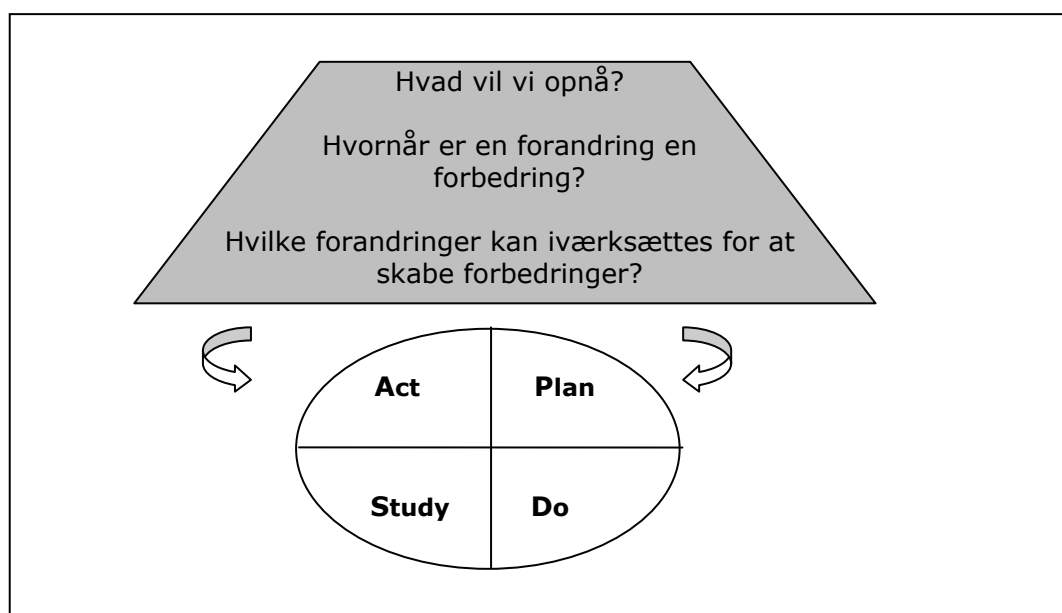 Hvad vil vi opnå?
Hvornår er en forandring en
forbedring?
Hvilke forandringer kan iværksættes for at
skabe forbedringer?
Act
Plan
Study
Do